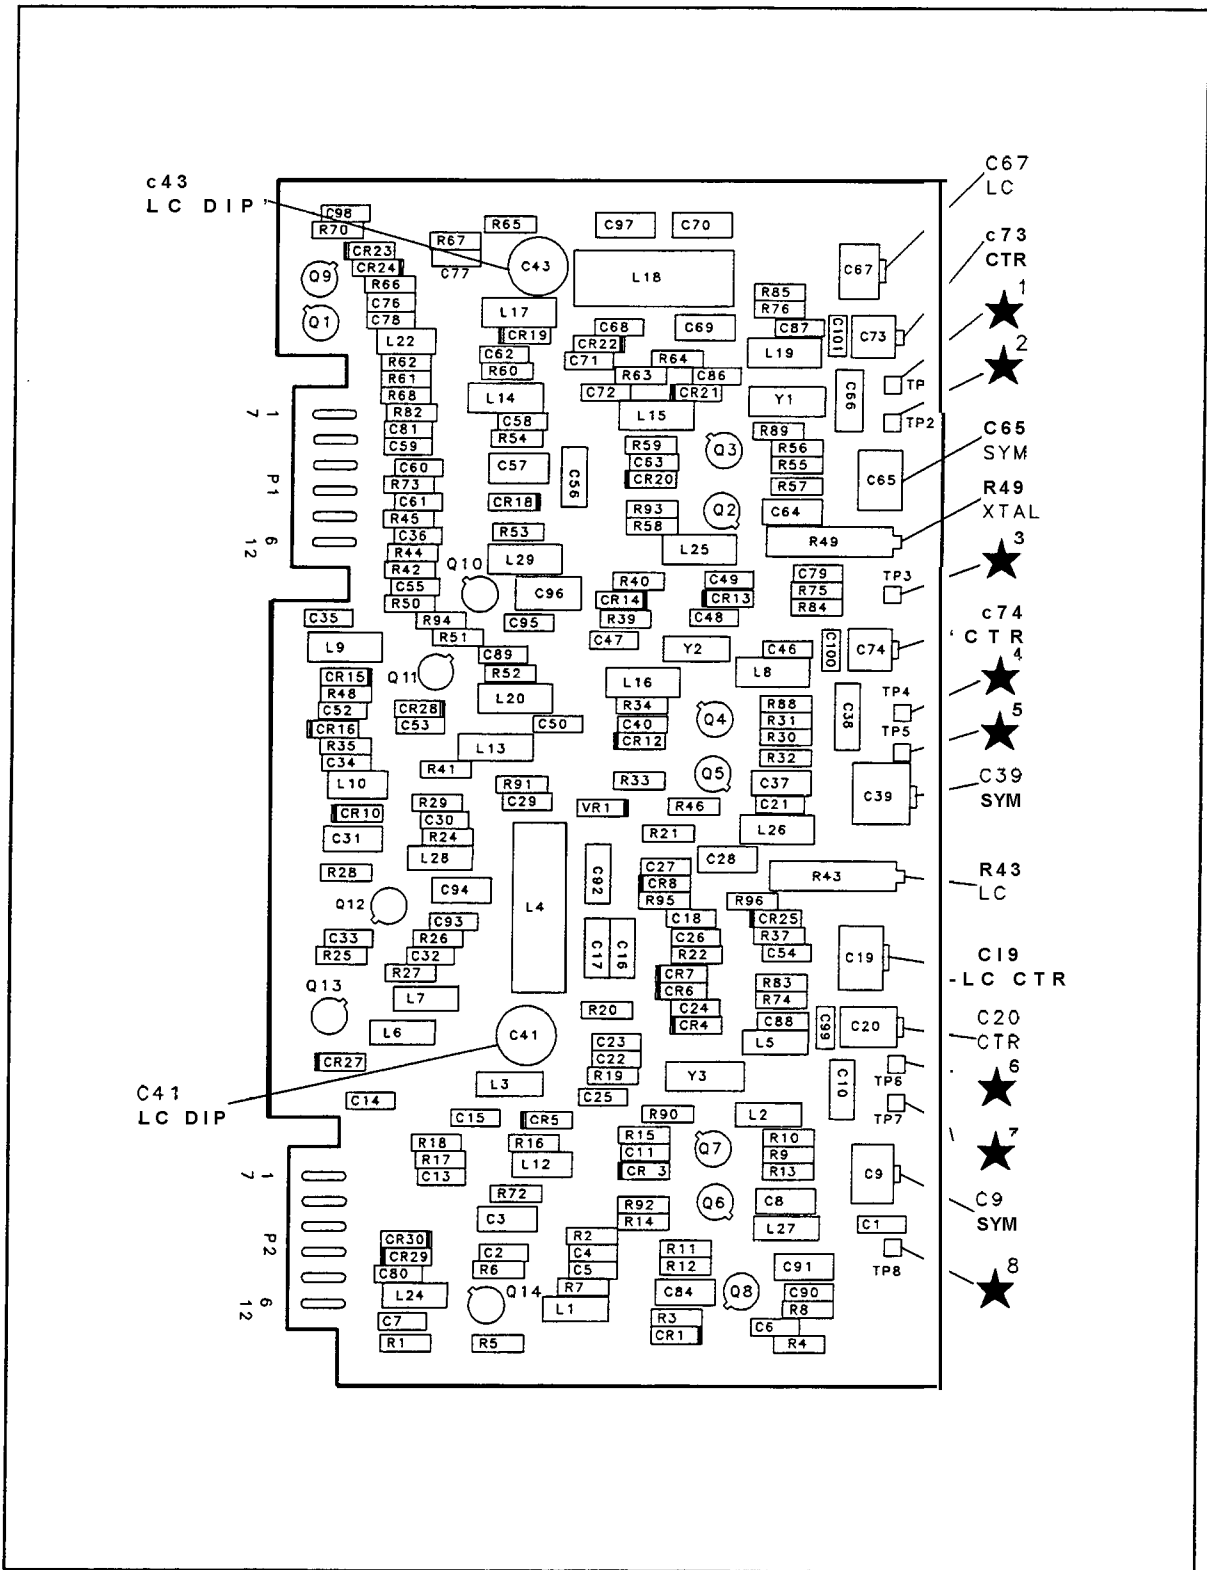 C67
LC
c43
LC DIP
C98
R70
R65
C97
C70
c73
CTR
R67
C77
CR23
CR24
C43
C67
Q9
R66
L18
R85
R76
1
C76
C78
Q1
L17
C68
C69
C87
C101
C73
L22
CR19
CR22
L19
2
C62
C71
R64
R62
R60
R63
C86
R61
TP
R68
L14
C72
CR21
Y1
C66
R82
L15
TP2
1
7
C58
C81
R54
R89
C65
SYM
C59
R59
Q3
R56
C60
C57
C63
R55
C65
R73
C56
CR20
R57
R49
XTAL
P1
C61
CR18
R93
Q2
C64
R45
R58
C36
R53
R49
6
12
R44
L29
L25
3
Q10
R42
R40
C49
C79
TP3
C55
C96
CR14
CR13
R75
R50
R84
C35
R94
C95
R39
C48
c74
'CTR
R51
C47
Y2
C46
C100
C74
L9
C89
L8
4
Q11
R52
CR15
L16
TP4
R48
L20
R34
Q4
R88
C38
5
C52
CR28
C50
C40
R31
CR16
C53
CR12
R30
TP5
R35
L13
R32
C34
R41
Q5
C39
SYM
L10
R91
R33
C37
C39
CR10
R29
C29
VR1
R46
C21
C30
L26
C31
R24
R21
L28
C28
R28
C27
R43
R43
LC
C94
C92
CR8
Q12
L4
R95
R96
C93
C18
CR25
C33
R26
C26
R37
R25
C32
C17
C16
R22
C54
C19
C19
-LC CTR
R27
CR7
Q13
CR6
R83
L7
R74
R20
C24
C20
CTR
L6
C41
CR4
C88
C99
C20
C23
L5
CR27
C22
R19
Y3
TP6
6
C41
LC DIP
L3
C25
C10
C14
TP7
C15
CR5
R90
L2
7
R18
R16
R15
Q7
R10
R17
L12
C11
R9
1
7
C13
CR 3
R13
C9
R72
Q6
C8
C9
SYM
C3
R92
R14
L27
C1
P2
CR30
R2
R11
CR29
C2
C4
R12
TP8
8
C80
R6
C5
C91
6
12
L24
Q14
R7
C84
Q8
C90
C7
L1
R3
R8
R1
R5
CR1
C6
R4